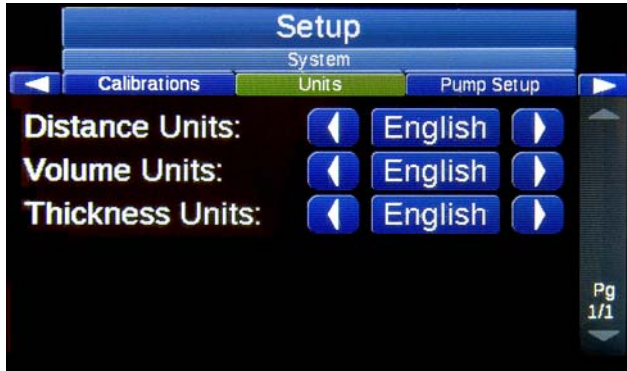 Setup
System
Calibrations Units Pump Setup
Distance Units: English
Volume Units: English
Thickness Units: English
Pg
1/1